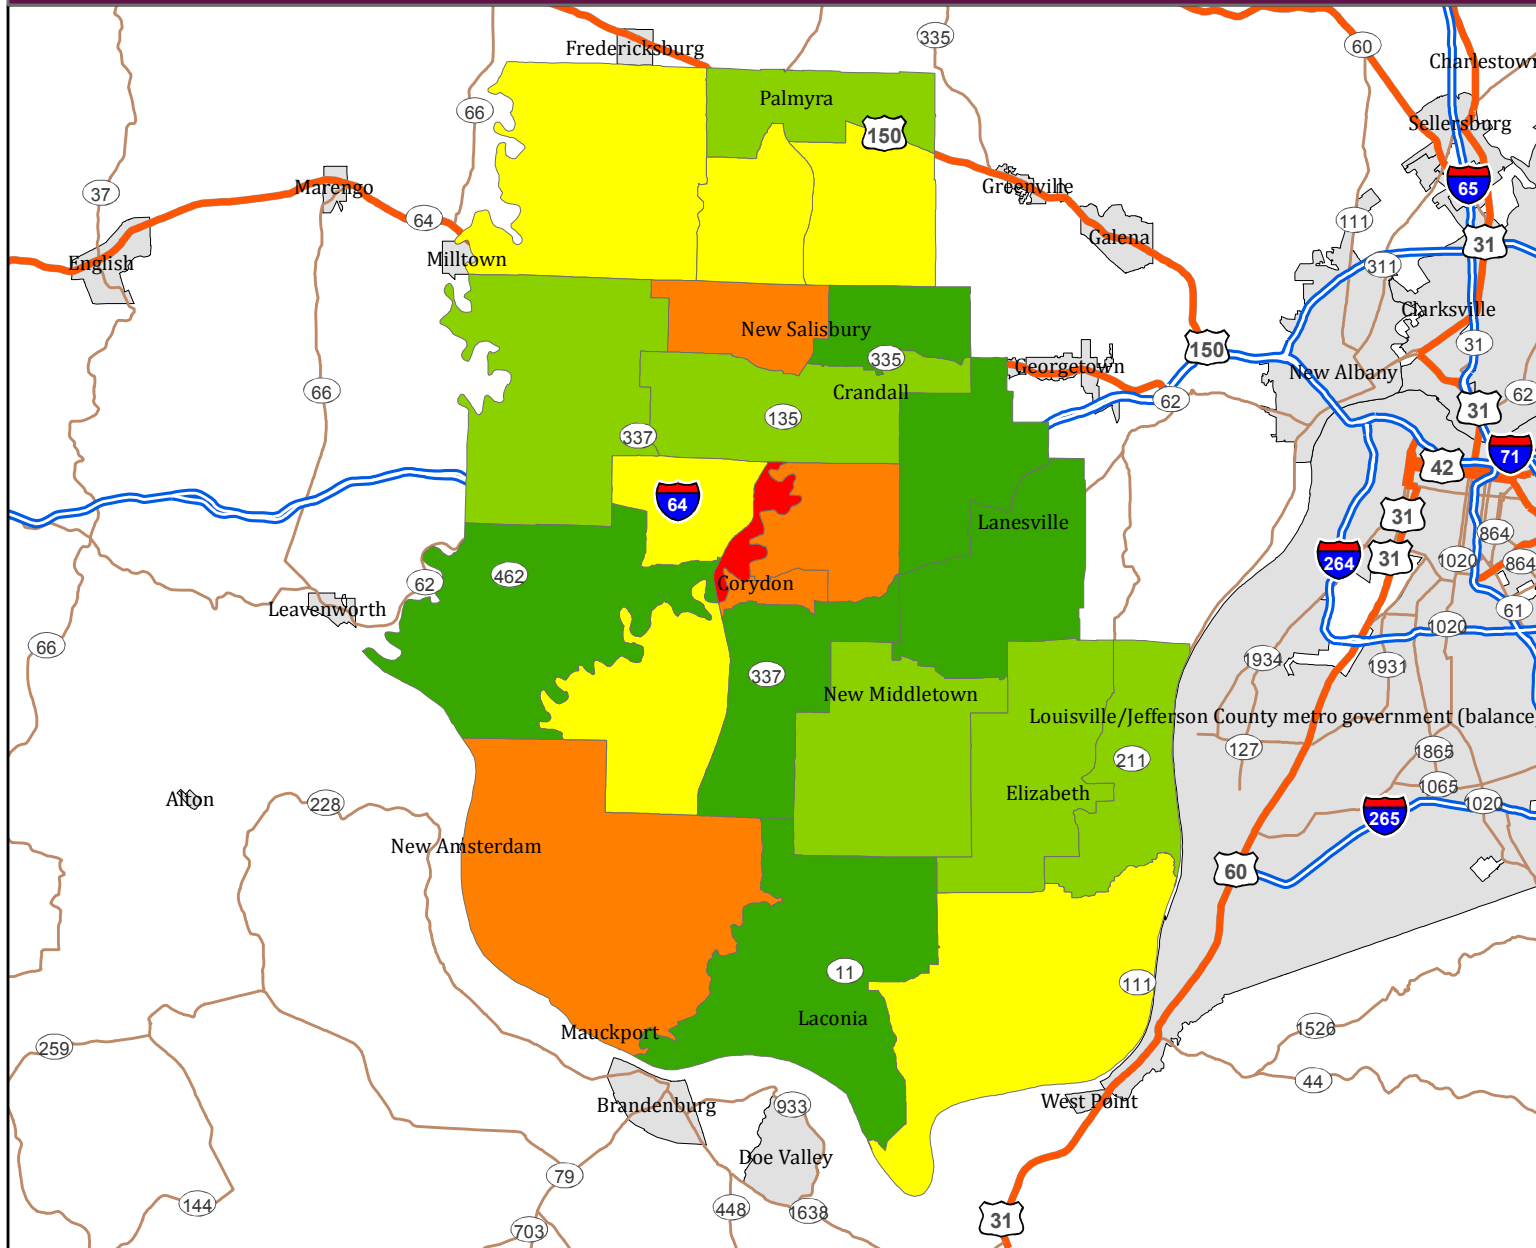 335
60
Fredericksburg
Charlestown
Palmyra
66
Sellersburg
150
Marengo
Greenville
65
37
64
111
Galena
31
Milltown
English
311
Clarksville
New Salisbury
31
150
335
Georgetown
New Albany
66
Crandall
62
62
135
31
337
71
42
64
31
Lanesville
864
31
1020
864
264
462
62
Corydon
Leavenworth
61
1020
66
1934
1931
337
New Middletown
Louisville/Jefferson County metro government (balance
127
1865
211
1065
Elizabeth
Alton
228
1020
265
New Amsterdam
60
11
111
Laconia
1526
Mauckport
259
44
Brandenburg
933
West Point
Doe Valley
79
144
448
1638
31
703